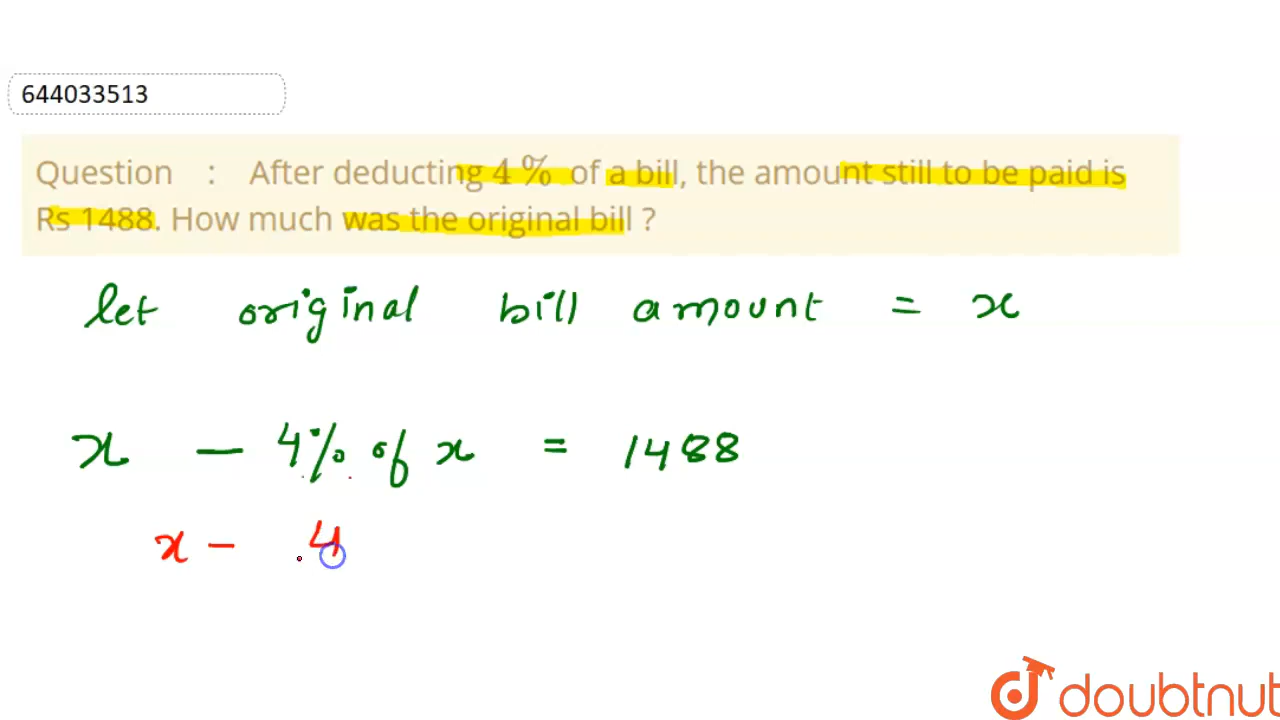 644033513
Question : After deducting 4 % of a bill, the amount still to be paid is
Rs 1488. How much was the original bill ?
let original bill amount = x
x — 4% of x = 1488
x - 4
doubtnut